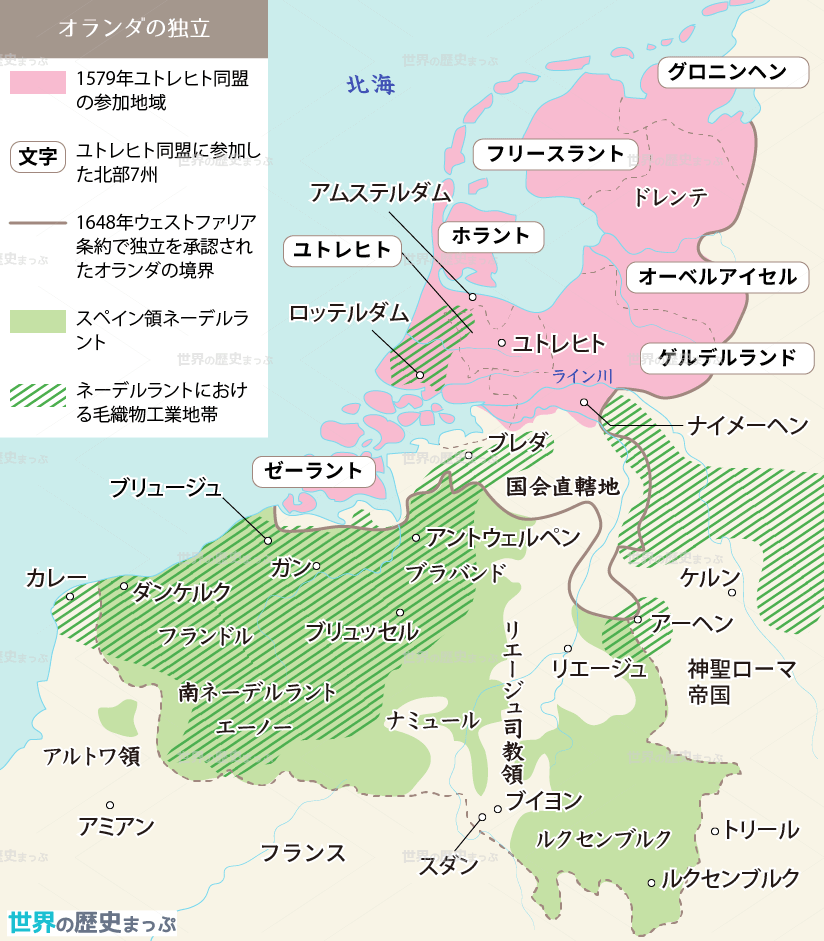 オランダの独立
1579年ユトレヒト同盟
の参加地域
文字
ユトレヒト同盟に参加し
た北部7州
1648年ウェストファリア
条約で独立を承認され
たオランダの境界
スペイン領ネーデルラ
ント
ネーデルラントにおけ
る毛織物工業地帯
北海
グロニンヘン
フリースラント
ドレンテ
アムステルダム
ホラント
ユトレヒト
オーベルアイセル
ロッテルダム
ユトレヒト
ゲルデルランド
ライン川
ナイメーヘン
ブレダ
ゼーラント
国会直轄地
ブリュージュ
アントウェルペン
ガン
ブラバンド
カレー
ダンケルク
ケルン
フランドル
ブリュッセル
アーヘン
リエージュ
リエージュ司教領
神聖ローマ
帝国
南ネーデルラント
エーノー
ナミュール
アルトワ領
ブイヨン
アミアン
ルクセンブルク
トリール
フランス
スダン
ルクセンブルク
世界の歴史まっぷ